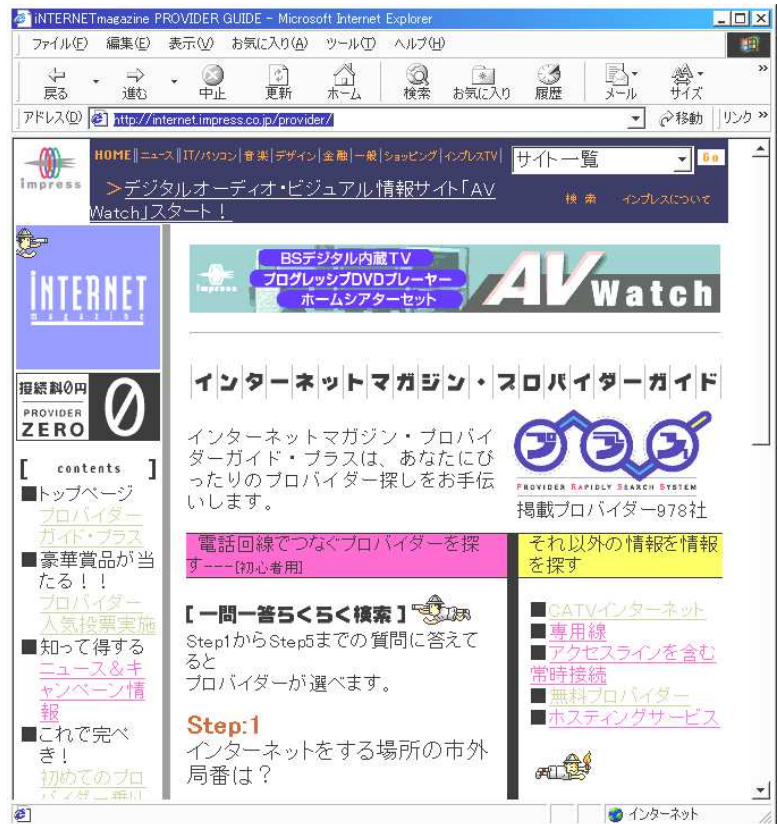 iNTERNETmagazine PROVIDER GUIDE - Microsoft Internet Explorer
ファイル(F) 編集(E) 表示(V) お気に入り(A) ツール(T) ヘルプ(H)
戻る 進む 中止 更新 ホーム 検索 お気に入り 履歴 メール サイズ
アドレス(D) http://internet.impress.co.jp/provider/ 移動 リンク
impress
HOME||ニュース||IT/パソコン|音楽|デザイン|金融|一般|ショッピング|インプレスTV|
サイト一覧 Go
>デジタルオーディオ・ビジュアル情報サイト「AV
Watch」スタート!
検索 インプレスについて
iNTERNET
magazine
接続料0円
PROVIDER
ZERO
0
[ contents ]
■トップページ
プロバイダー
ガイド・プラス
■豪華賞品が当
たる!!
プロバイダー
人気投票実施
■知って得する
ニュース&キ
ャンペーン情
報
■これで完ぺ
き!
初めてのプロ
バイダー乗り
impress
BSデジタル内蔵TV
プログレッシブDVDプレーヤー
ホームシアターセット
AV Watch
インターネットマガジン・プロバイダーガイド
インターネットマガジン・プロバイ
ダーガイド・プラスは、あなたにぴ
ったりのプロバイダー探しをお手伝
いします。
プラス
PROVIDER RAPIDLY SEARCH SYSTEM
掲載プロバイダー978社
電話回線でつなぐプロバイダーを探
す---[初心者用]
[一問一答らくらく検索]
Step1からStep5までの質問に答えて
ると
プロバイダーが選べます。
Step:1
インターネットをする場所の市外
局番は?
それ以外の情報を情報
を探す
■CATVインターネット
■専用線
■アクセスラインを含む
常時接続
■無料プロバイダー
■ホスティングサービス
インターネット